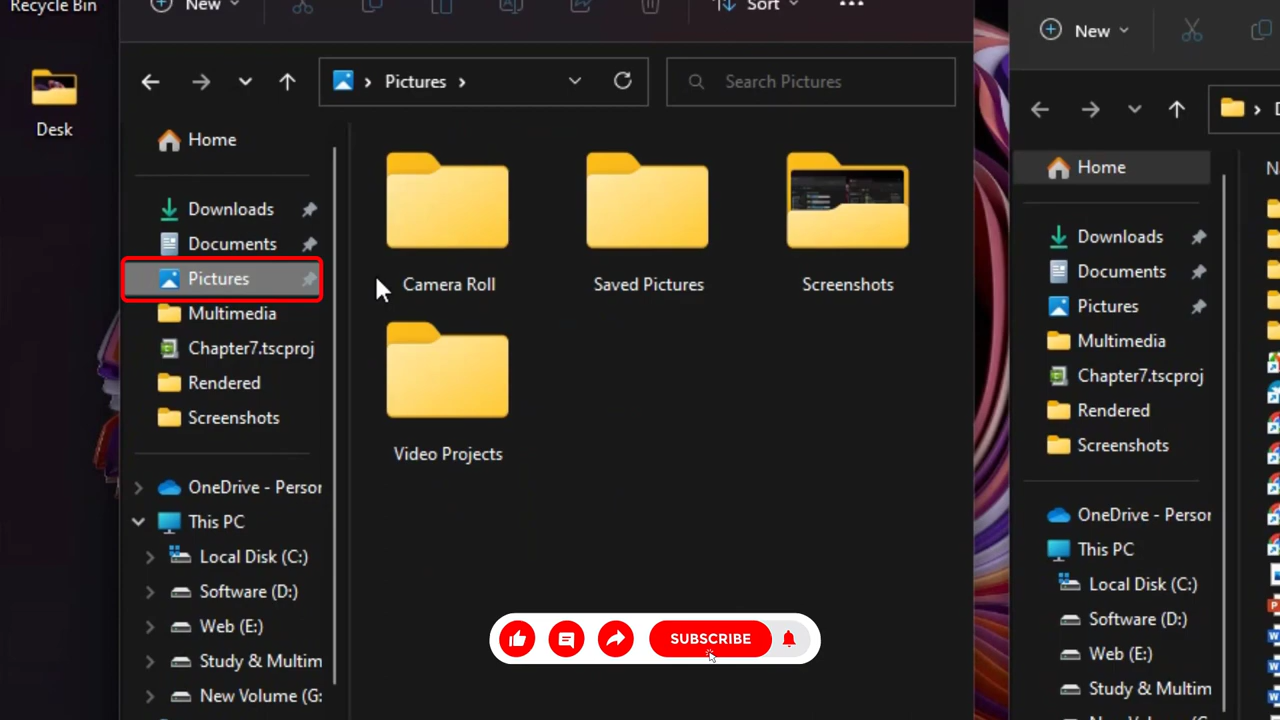 Recycle Bin
Desk
New
Sort
Pictures
Search Pictures
Home
Downloads
Documents
Pictures
Multimedia
Chapter7.tscproj
Rendered
Screenshots
OneDrive - Person
This PC
Local Disk (C:)
Software (D:)
Web (E:)
Study & Multim
New Volume (G:
Camera Roll
Saved Pictures
Screenshots
Video Projects
SUBSCRIBE
New
Home
Downloads
Documents
Pictures
Multimedia
Chapter7.tscproj
Rendered
Screenshots
OneDrive - Person
This PC
Local Disk (C:)
Software (D:)
Web (E:)
Study & Multim